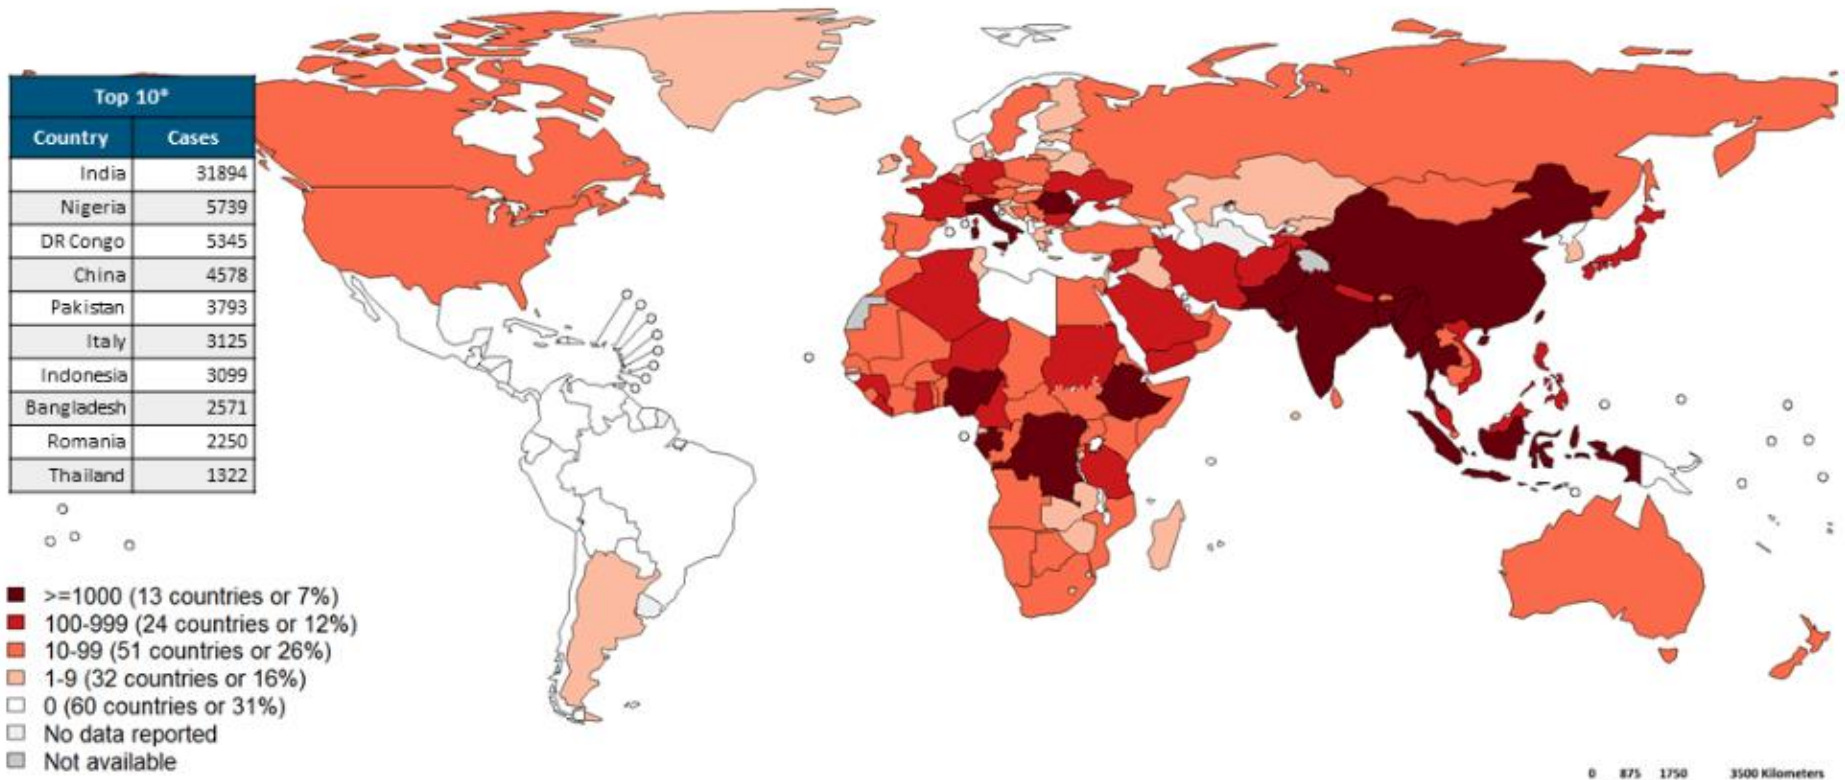 Top 10*
Country Cases
India 31894
Nigeria 5739
DR Congo 5345
China 4578
Pakistan 3793
Italy 3125
Indonesia 3099
Bangladesh 2571
Romania 2250
Thailand 1322
>=1000 (13 countries or 7%)
100-999 (24 countries or 12%)
10-99 (51 countries or 26%)
1-9 (32 countries or 16%)
0 (60 countries or 31%)
No data reported
Not available
0 875 1750 3500 Kilometers